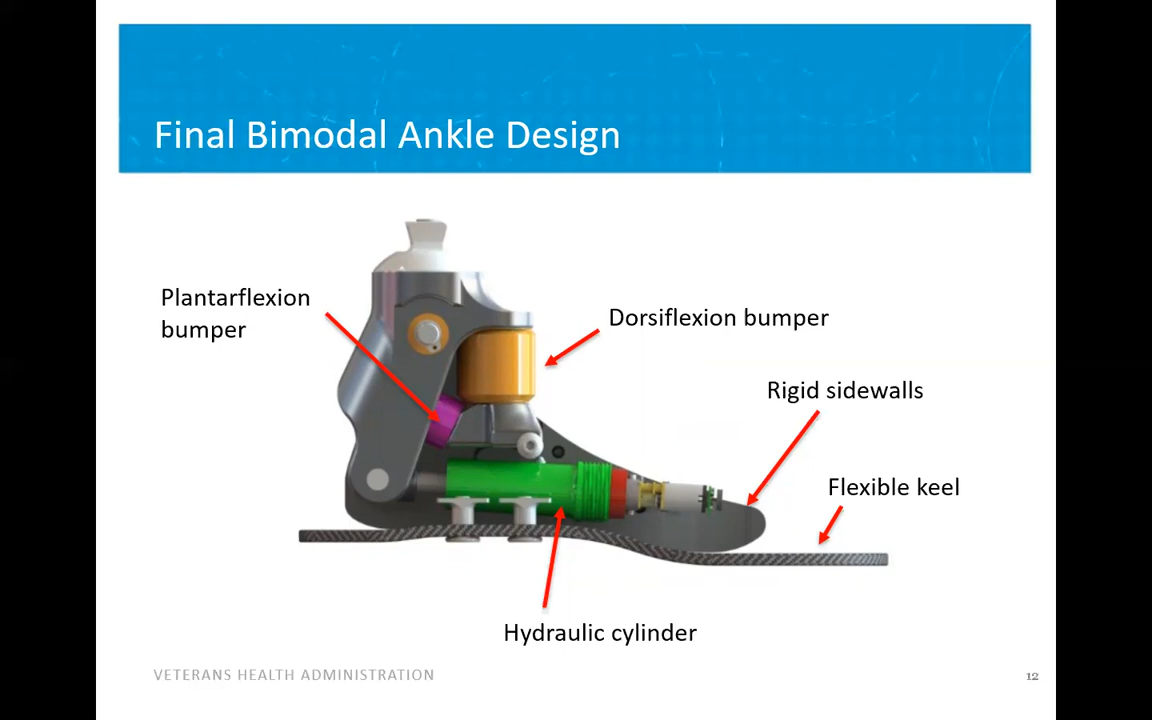 Final Bimodal Ankle Design
Plantarflexion
bumper
Dorsiflexion bumper
Rigid sidewalls
Flexible keel
Hydraulic cylinder
VETERANS HEALTH ADMINISTRATION
12